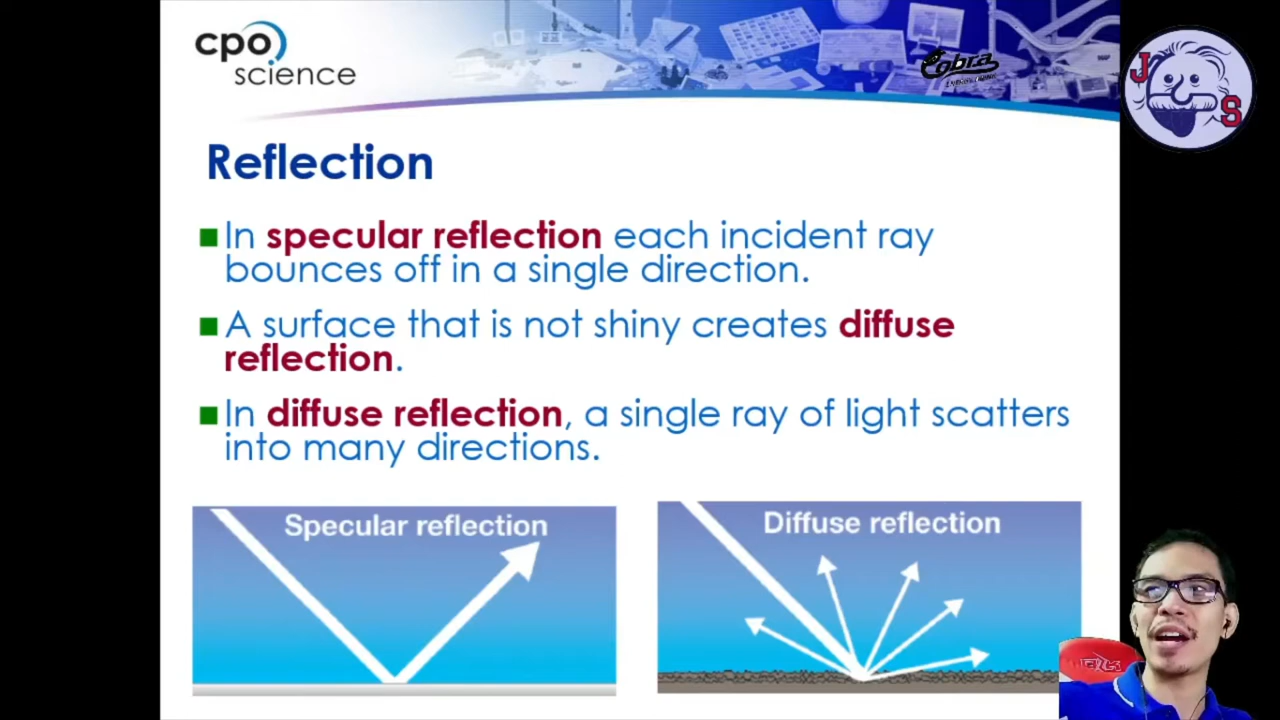 cpo
science
Cobra
J
S
Reflection
In specular reflection each incident ray
bounces off in a single direction.
A surface that is not shiny creates diffuse
reflection.
In diffuse reflection, a single ray of light scatters
into many directions.
Specular reflection
Diffuse reflection